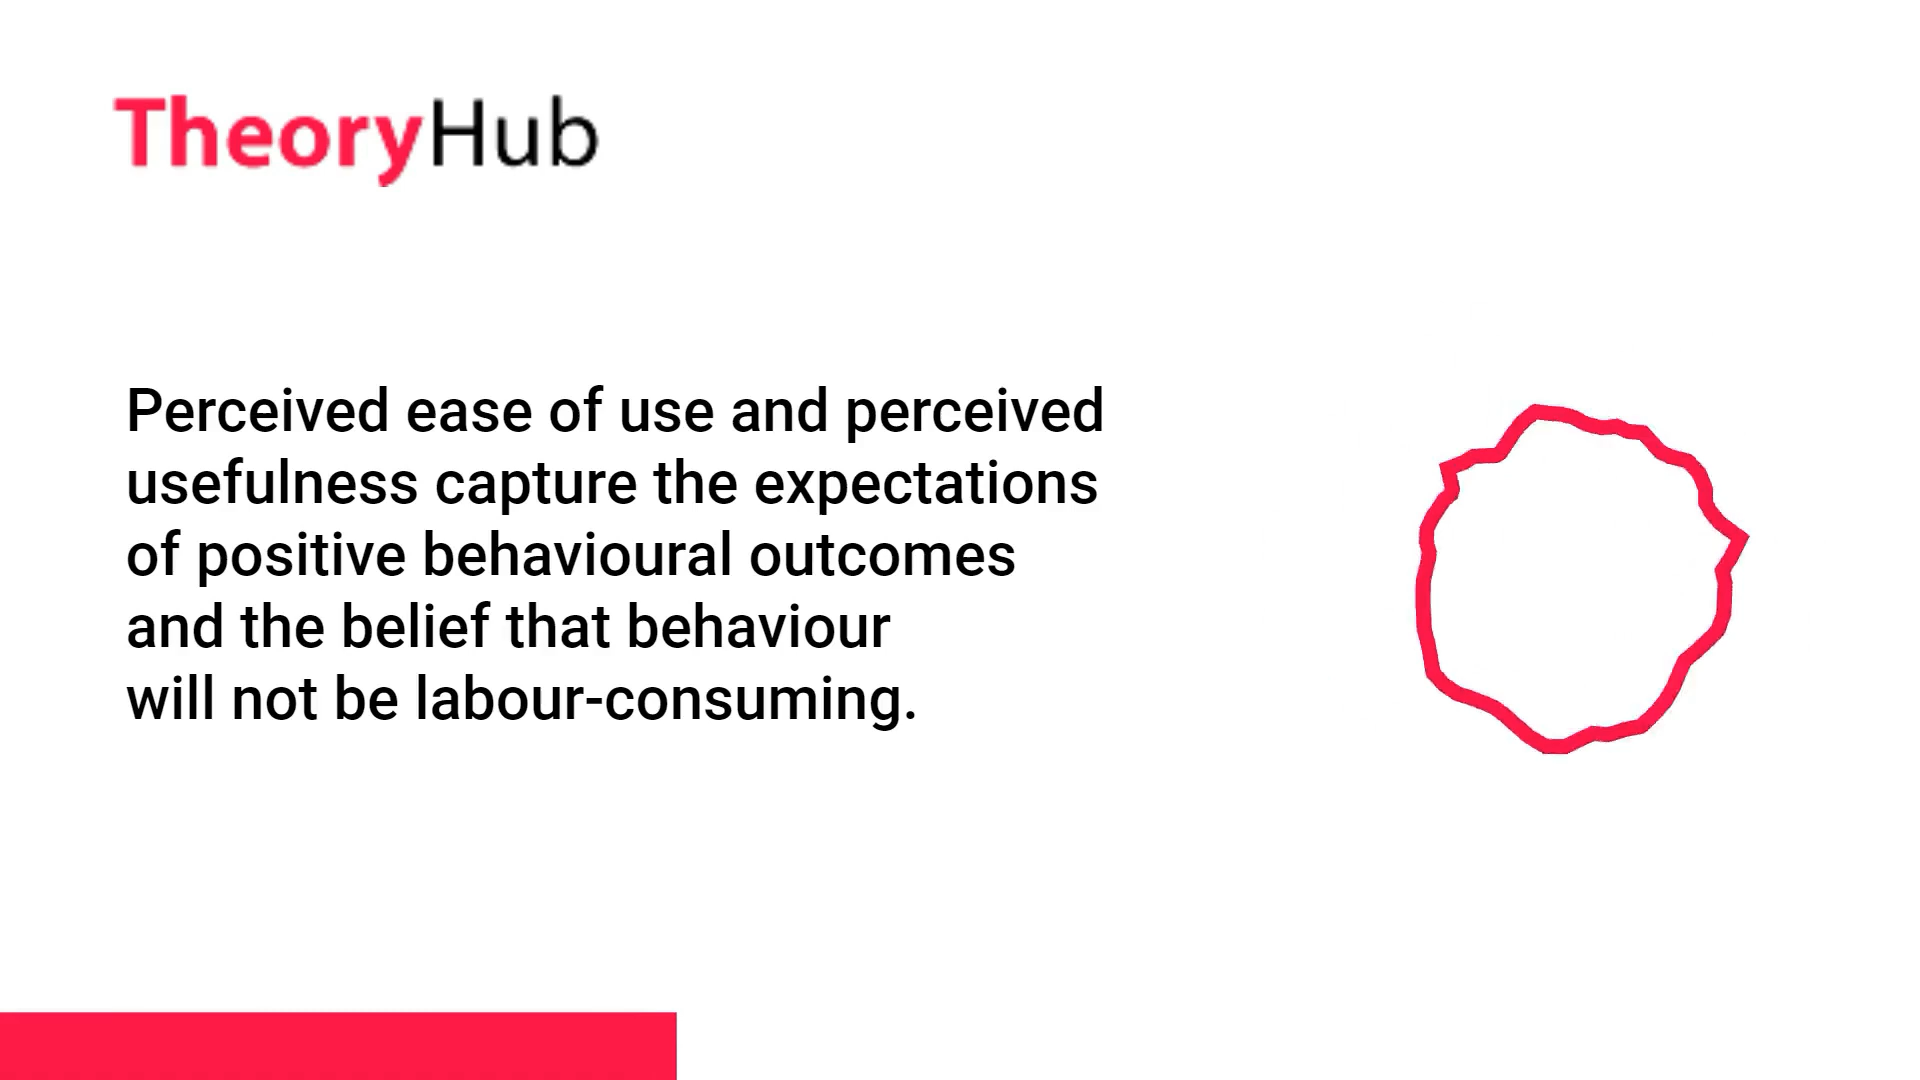 TheoryHub
Perceived ease of use and perceived
usefulness capture the expectations
of positive behavioural outcomes
and the belief that behaviour
will not be labour-consuming.